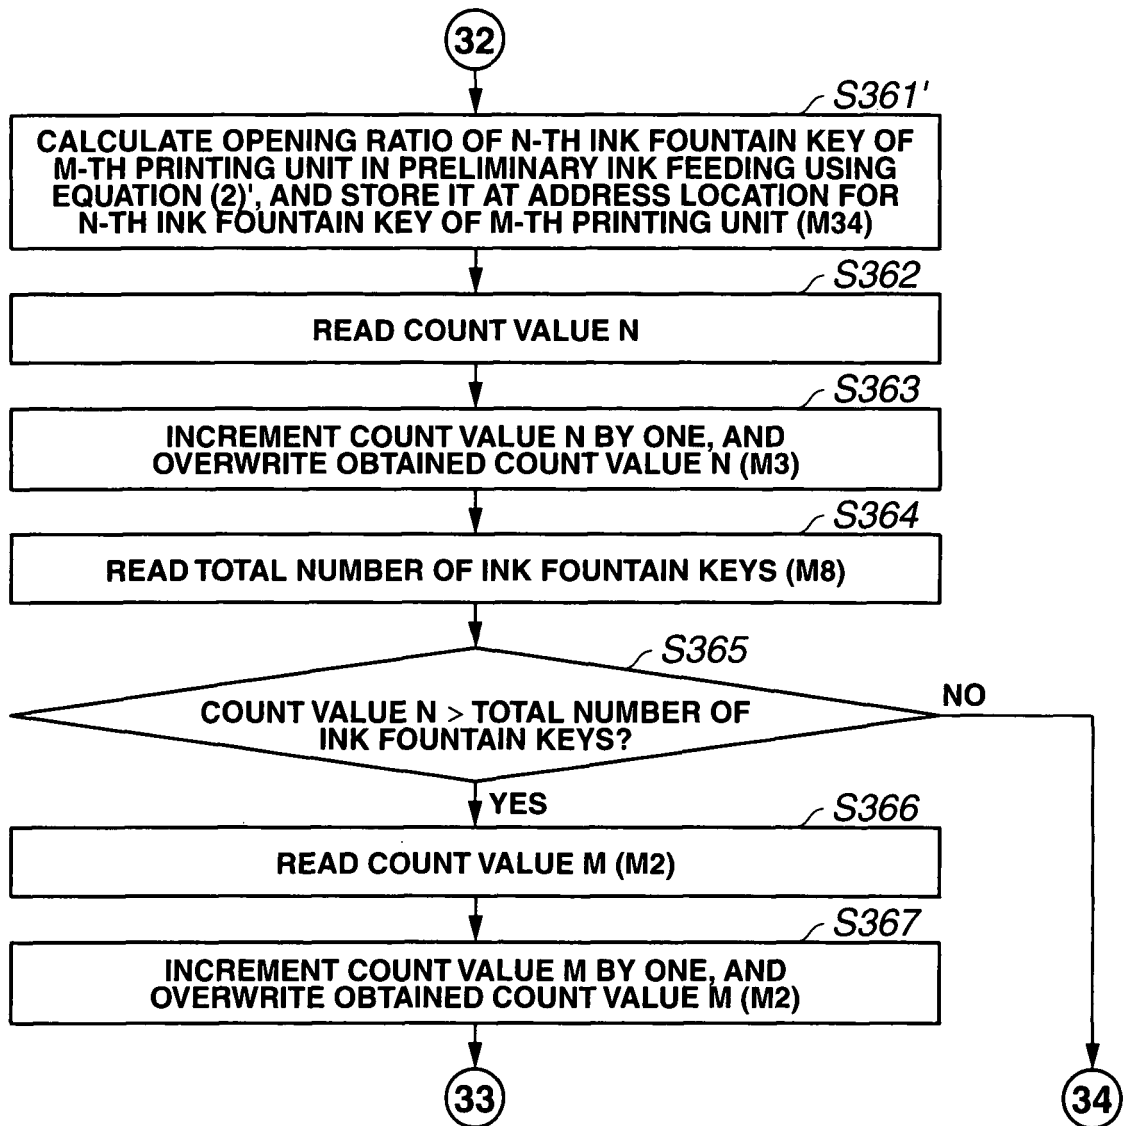 32
S361'
CALCULATE OPENING RATIO OF N-TH INK FOUNTAIN KEY OF
M-TH PRINTING UNIT IN PRELIMINARY INK FEEDING USING
EQUATION (2)', AND STORE IT AT ADDRESS LOCATION FOR
N-TH INK FOUNTAIN KEY OF M-TH PRINTING UNIT (M34)
S362
READ COUNT VALUE N
S363
INCREMENT COUNT VALUE N BY ONE, AND
OVERWRITE OBTAINED COUNT VALUE N (M3)
S364
READ TOTAL NUMBER OF INK FOUNTAIN KEYS (M8)
S365
NO
COUNT VALUE N > TOTAL NUMBER OF
INK FOUNTAIN KEYS?
YES
S366
READ COUNT VALUE M (M2)
S367
INCREMENT COUNT VALUE M BY ONE, AND
OVERWRITE OBTAINED COUNT VALUE M (M2)
33
34